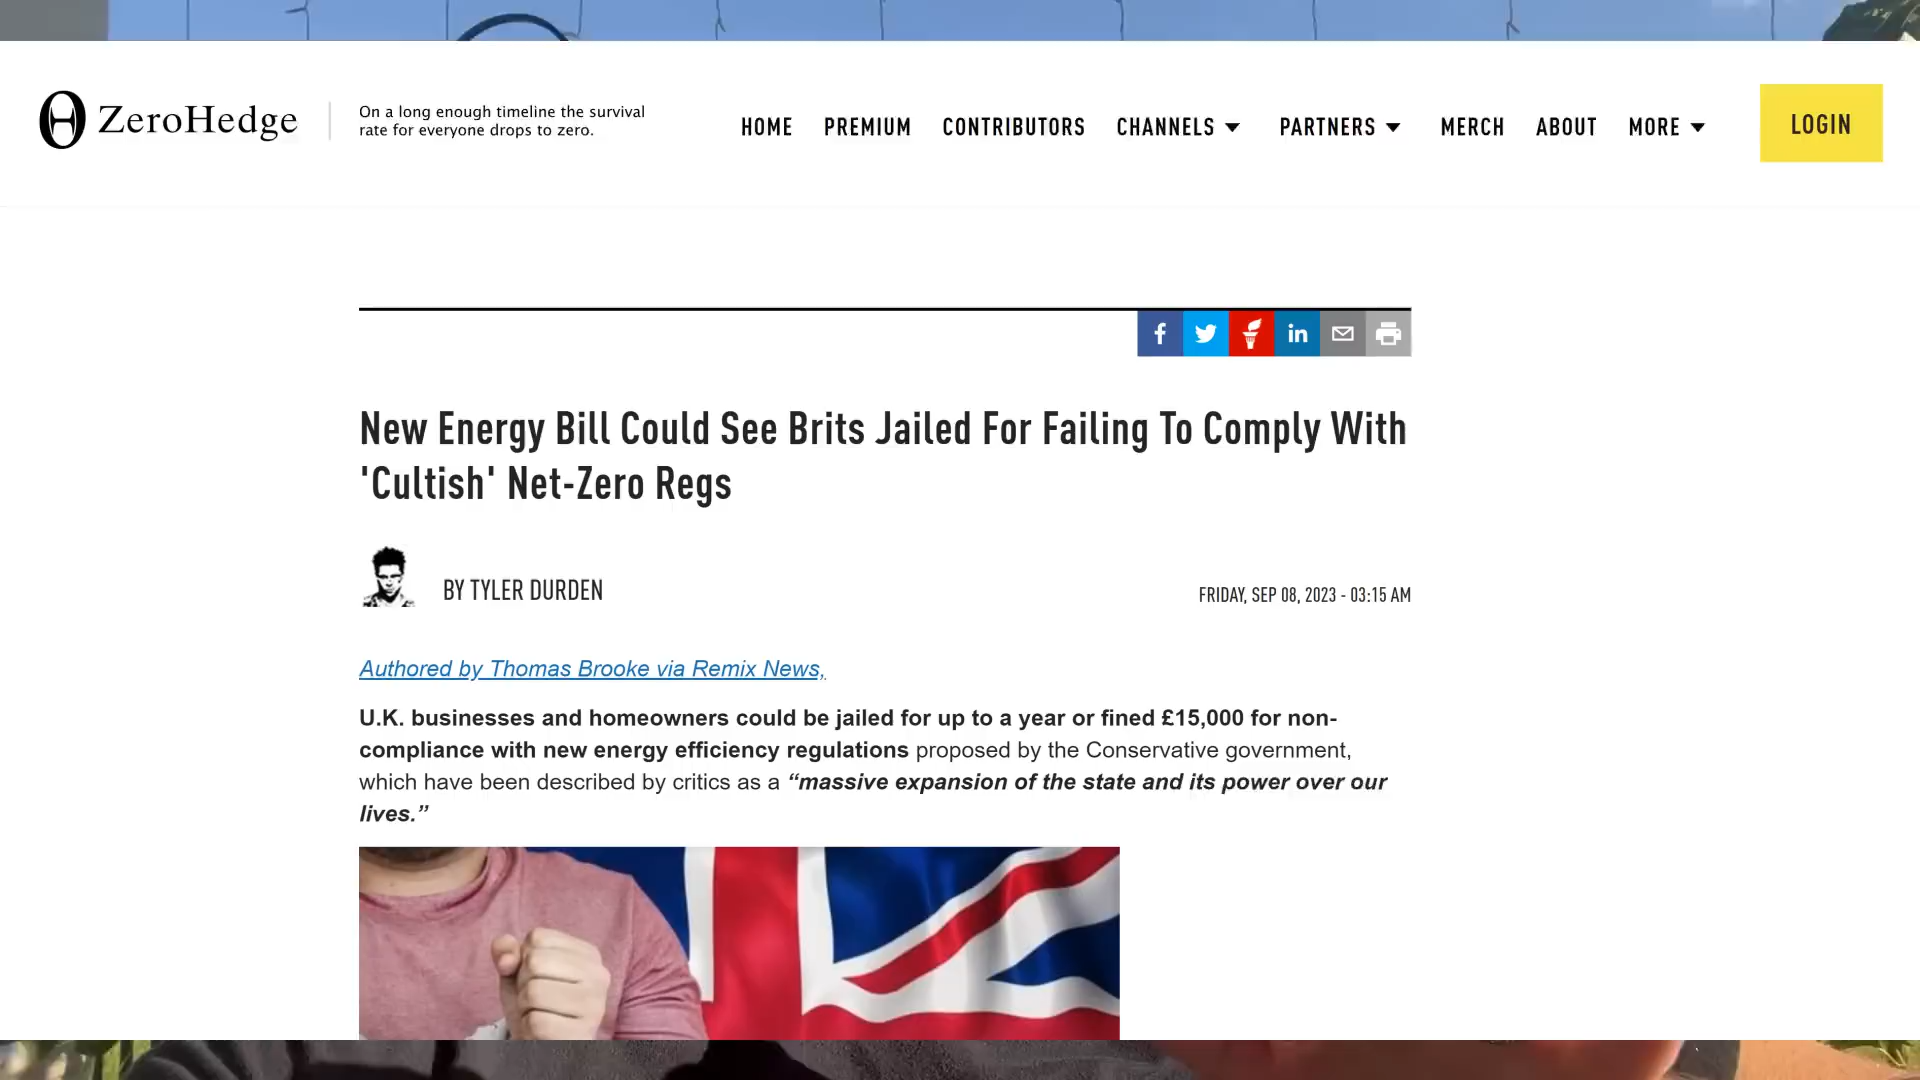 ZeroHedge
On a long enough timeline the survival
rate for everyone drops to zero.
HOME PREMIUM CONTRIBUTORS CHANNELS PARTNERS MERCH ABOUT MORE
LOGIN
New Energy Bill Could See Brits Jailed For Failing To Comply With
'Cultish' Net-Zero Regs
BY TYLER DURDEN
FRIDAY, SEP 08, 2023 - 03:15 AM
Authored by Thomas Brooke via Remix News,
U.K. businesses and homeowners could be jailed for up to a year or fined £15,000 for non-
compliance with new energy efficiency regulations proposed by the Conservative government,
which have been described by critics as a “massive expansion of the state and its power over our
lives.”